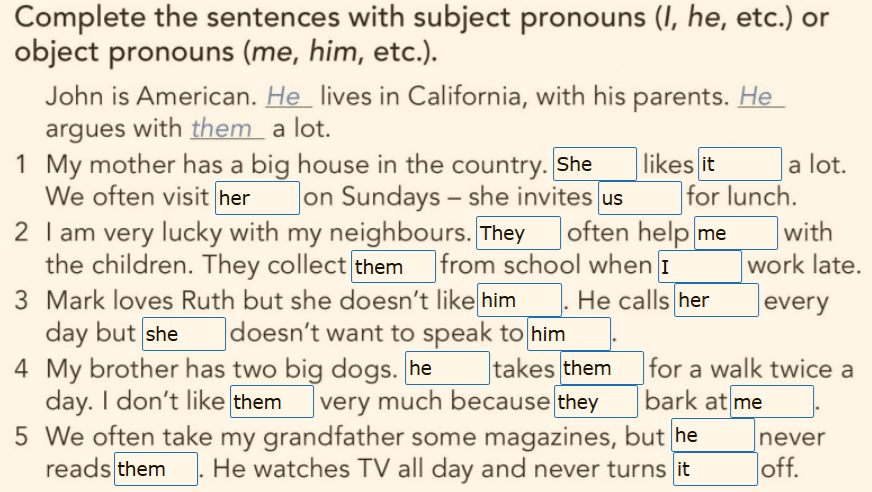 Complete the sentences with subject pronouns (I, he, etc.) or
object pronouns (me, him, etc.).
John is American. He lives in California, with his parents. He
argues with them a lot.
1 My mother has a big house in the country. She likes it a lot.
We often visit her on Sundays – she invites us for lunch.
2 I am very lucky with my neighbours. They often help me with
the children. They collect them from school when I work late.
3 Mark loves Ruth but she doesn't like him. He calls her every
day but she doesn't want to speak to him.
4 My brother has two big dogs. he takes them for a walk twice a
day. I don't like them very much because they bark at me.
5 We often take my grandfather some magazines, but he never
reads them. He watches TV all day and never turns it off.